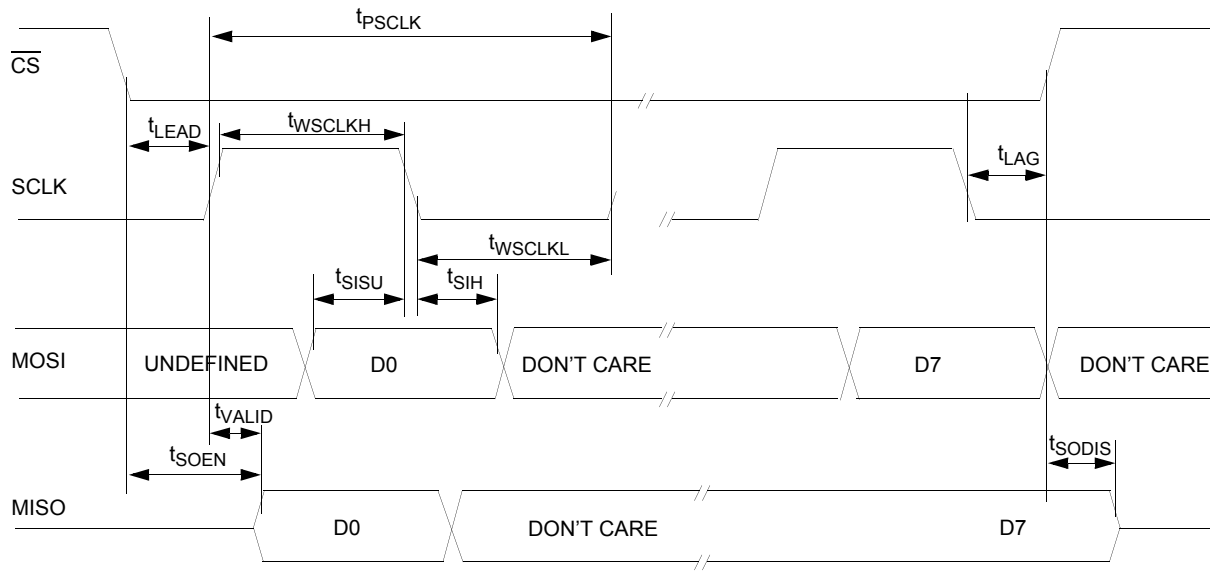 tPSCLK
CS
tLEAD
tWSCLKH
tLAG
SCLK
tWSCLKL
tSISU
tSIH
MOSI
UNDEFINED
D0
DON'T CARE
D7
DON'T CARE
tVALID
tSOEN
tSODIS
MISO
D0
DON'T CARE
D7